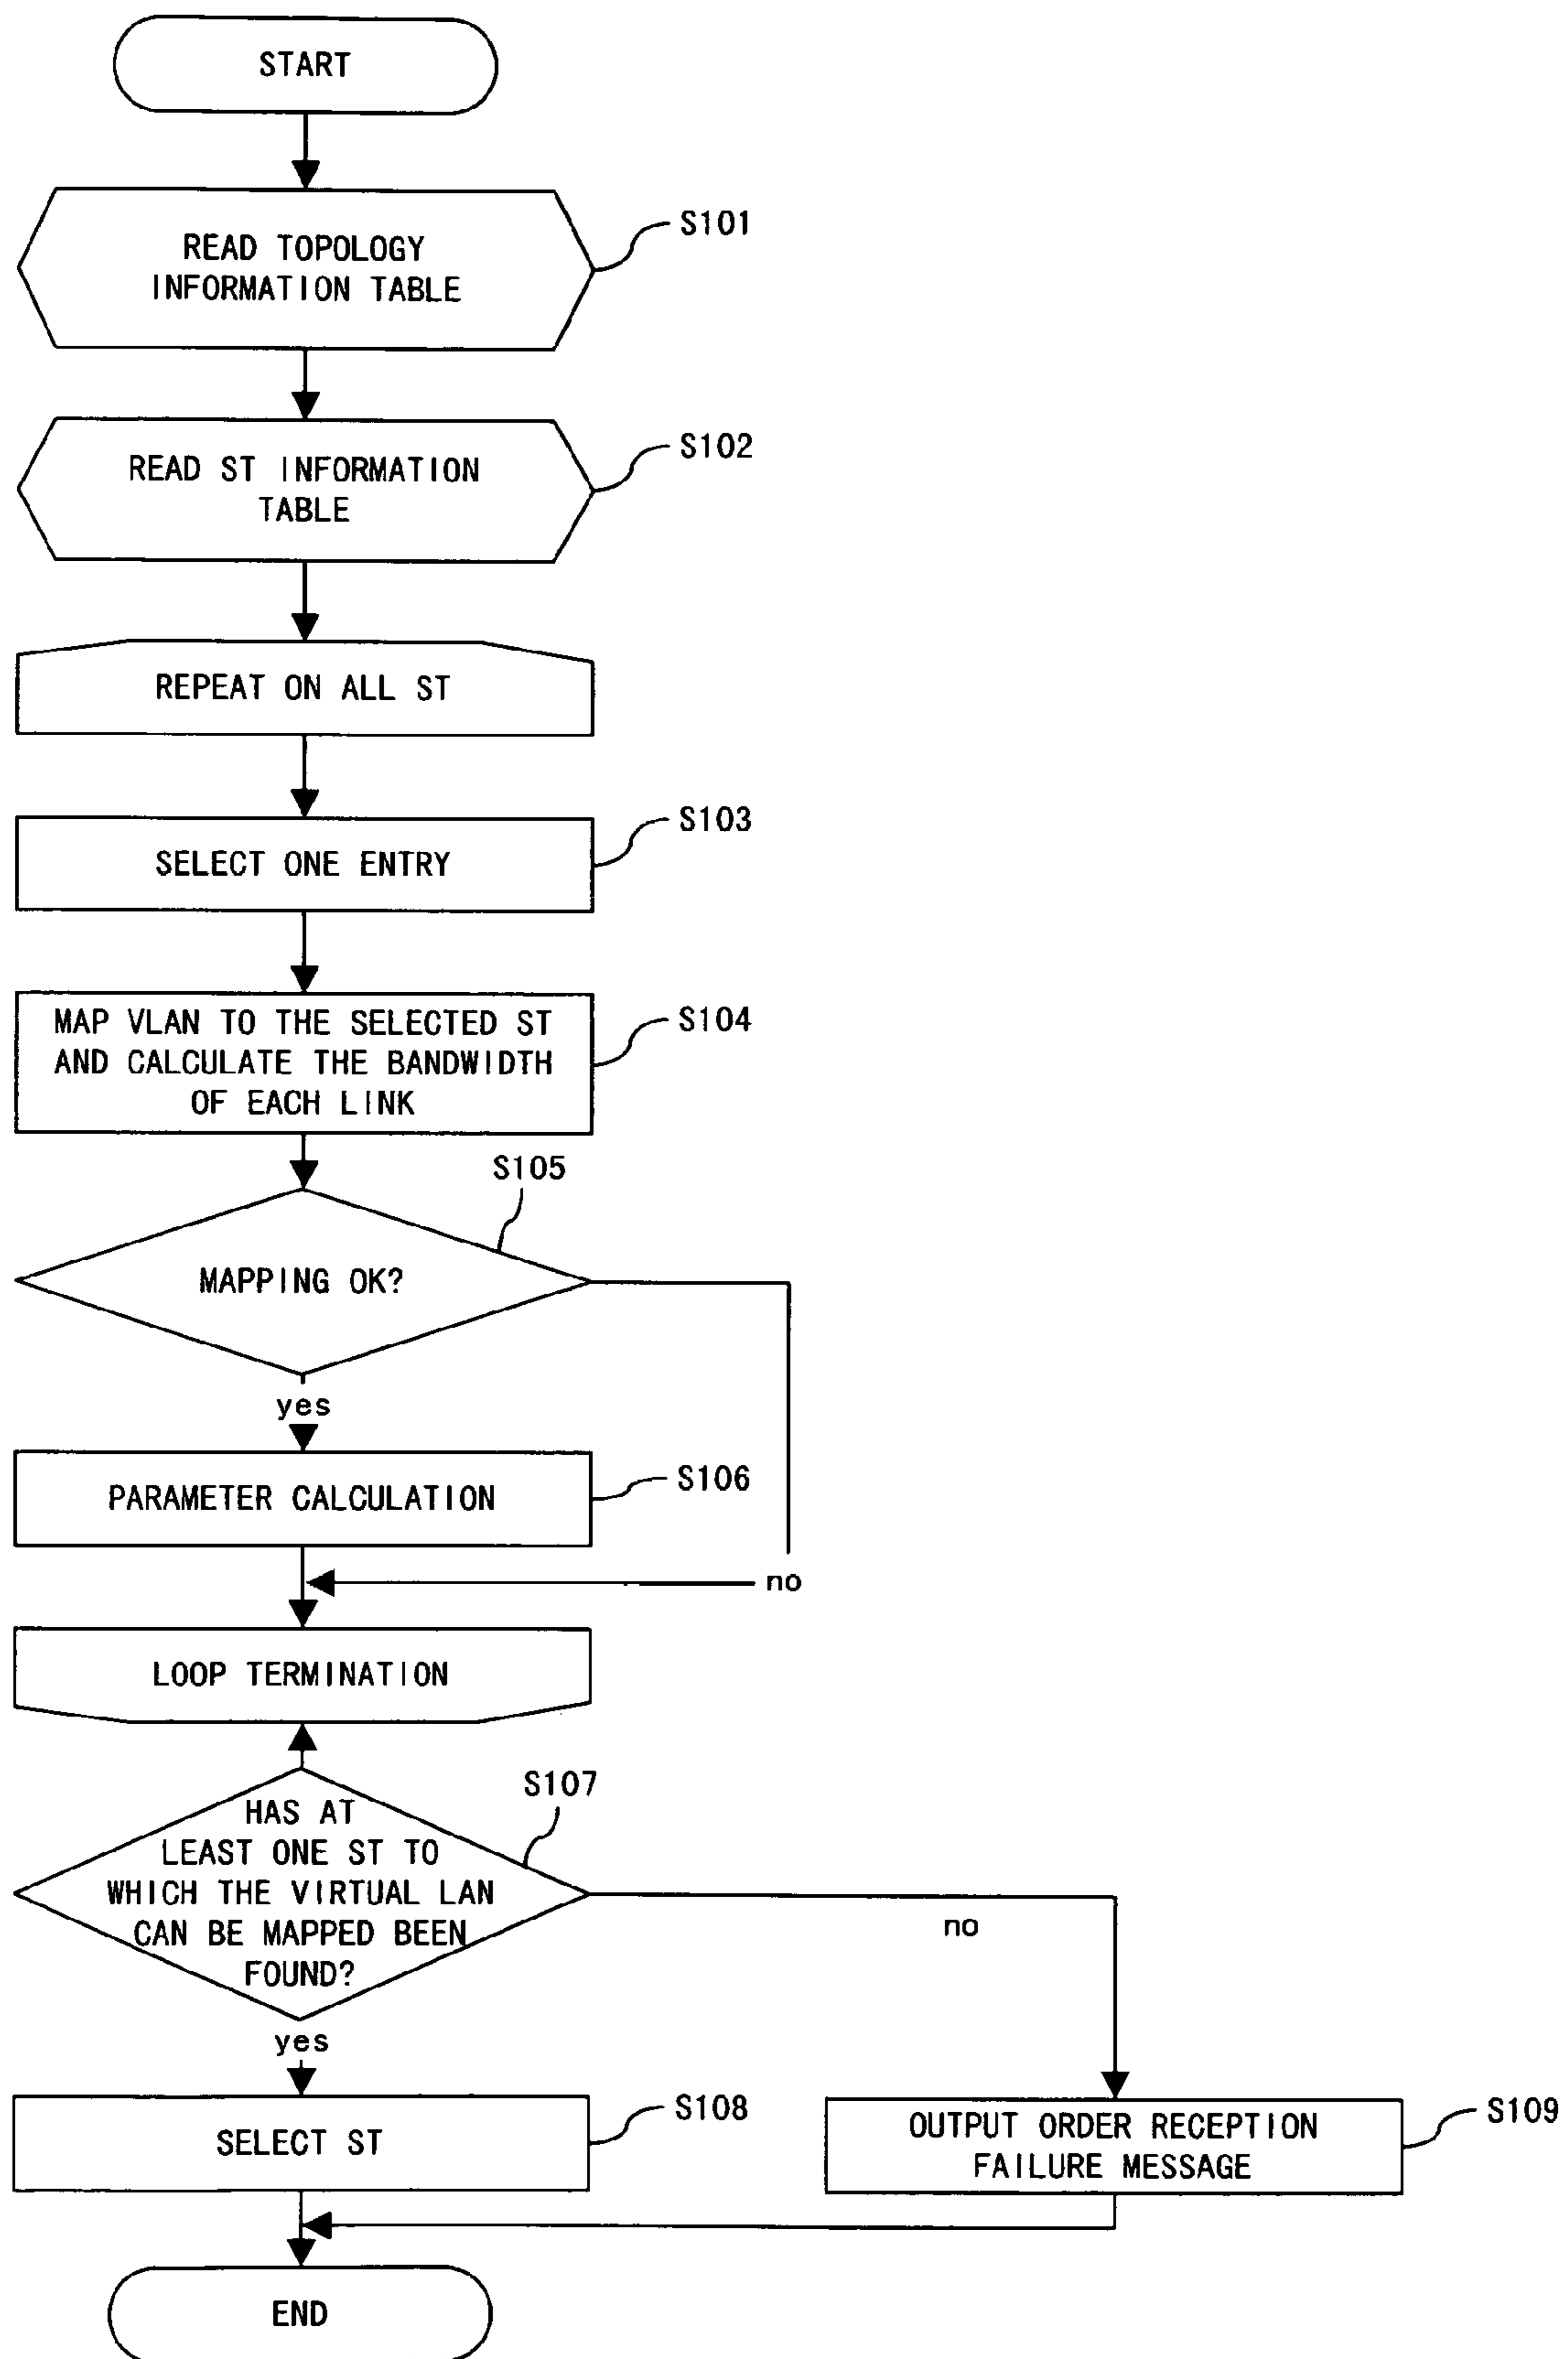 START
READ TOPOLOGY
INFORMATION TABLE
S101
READ ST INFORMATION
TABLE
S102
REPEAT ON ALL ST
SELECT ONE ENTRY
S103
MAP VLAN TO THE SELECTED ST
AND CALCULATE THE BANDWIDTH
OF EACH LINK
S104
S105
MAPPING OK?
yes
PARAMETER CALCULATION
S106
no
LOOP TERMINATION
S107
HAS AT
LEAST ONE ST TO
WHICH THE VIRTUAL LAN
CAN BE MAPPED BEEN
FOUND?
no
yes
SELECT ST
S108
OUTPUT ORDER RECEPTION
FAILURE MESSAGE
S109
END